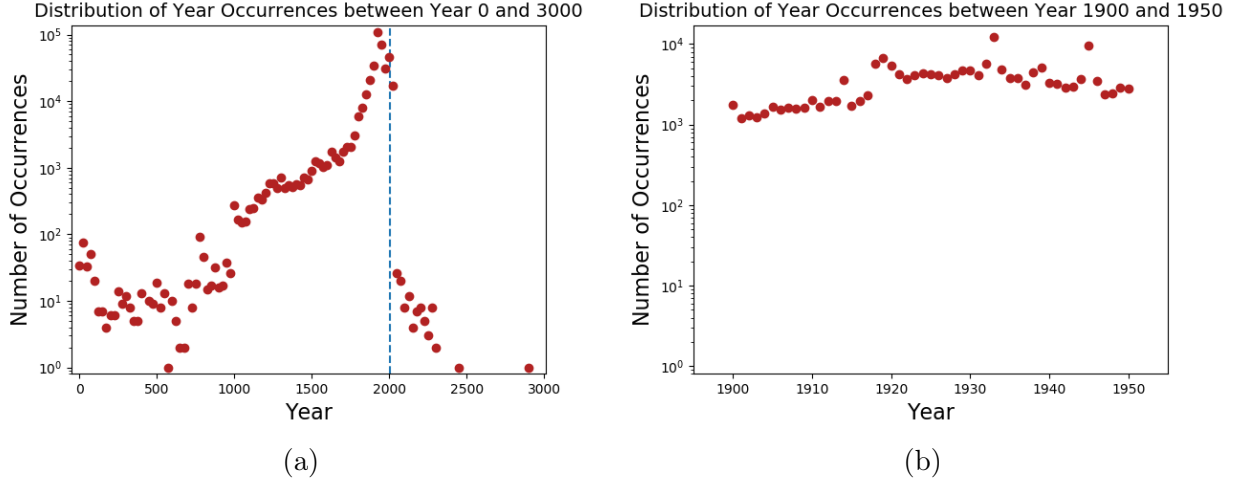 Distribution of Year Occurrences between Year 0 and 3000
Number of Occurrences
10^5
10^4
10^3
10^2
10^1
10^0
0 500 1000 1500 2000 2500 3000
Year
(a)
Distribution of Year Occurrences between Year 1900 and 1950
Number of Occurrences
10^4
10^3
10^2
10^1
10^0
1900 1910 1920 1930 1940 1950
Year
(b)